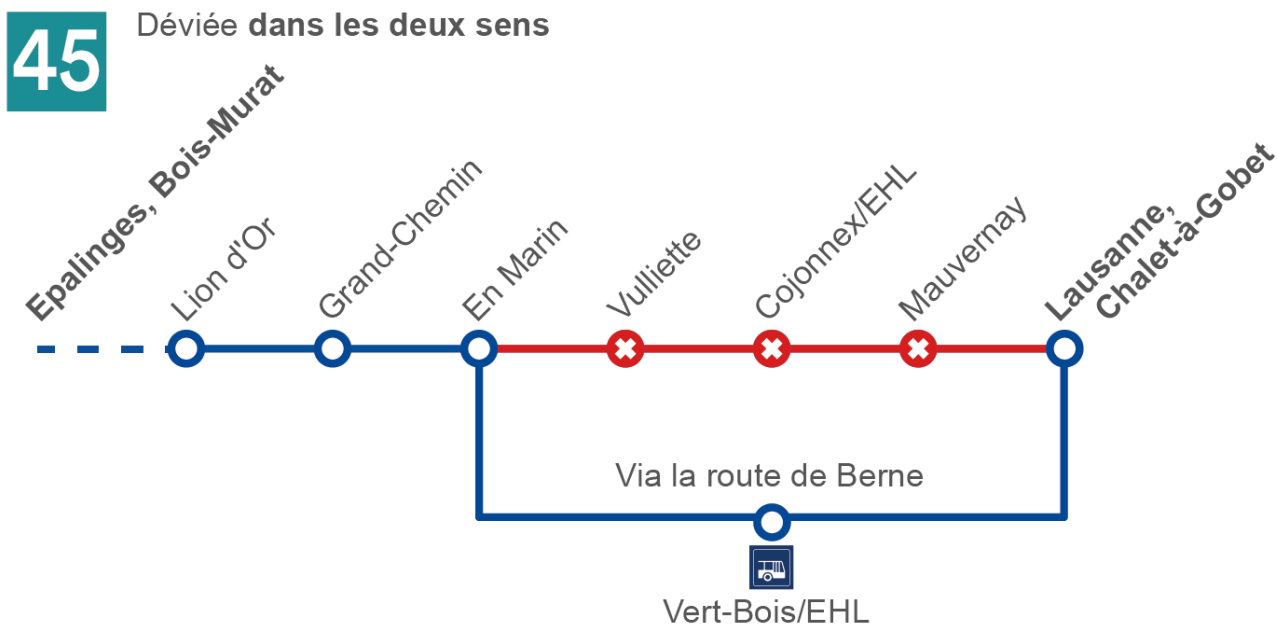 45
Déviée dans les deux sens
Epalinges, Bois-Murat
Lion d'Or
Grand-Chemin
En Marin
Vulliette
Cojonnex/EHL
Mauvernay
Lausanne,
Chalet-à-Gobet
Via la route de Berne
Vert-Bois/EHL